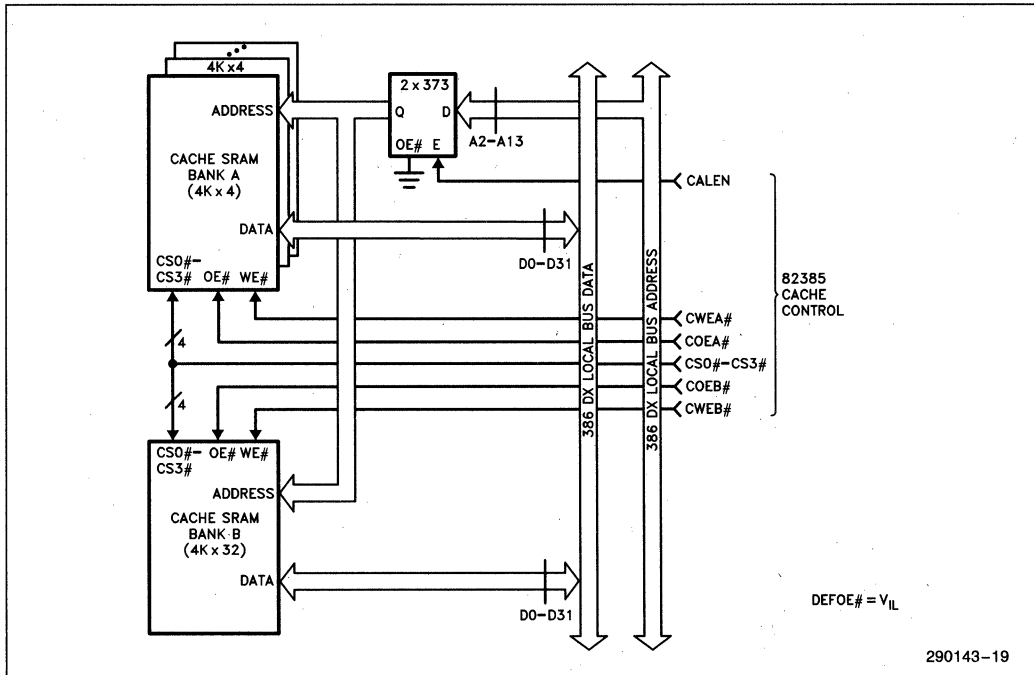 4K x 4
ADDRESS
CACHE SRAM
BANK A
(4K x 4)
DATA
CS0#-
CS3# OE# WE#
2 x 373
Q D
OE# E
A2-A13
D0-D31
4
4
386 DX LOCAL BUS DATA
386 DX LOCAL BUS ADDRESS
CALEN
CWEA#
COEA#
CS0#-CS3#
COEB#
CWEB#
82385
CACHE
CONTROL
CS0#- OE# WE#
CS3#
ADDRESS
CACHE SRAM
BANK B
(4K x 32)
DATA
D0-D31
DEFOE# = VIL
290143-19